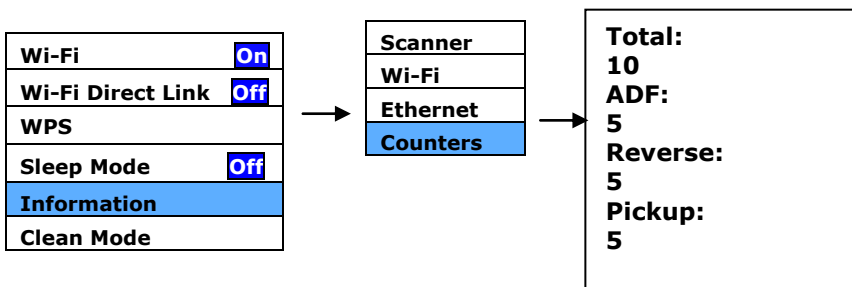 Wi-Fi On
Wi-Fi Direct Link Off
WPS
Sleep Mode Off
Information
Clean Mode
Scanner
Wi-Fi
Ethernet
Counters
Total:
10
ADF:
5
Reverse:
5
Pickup:
5